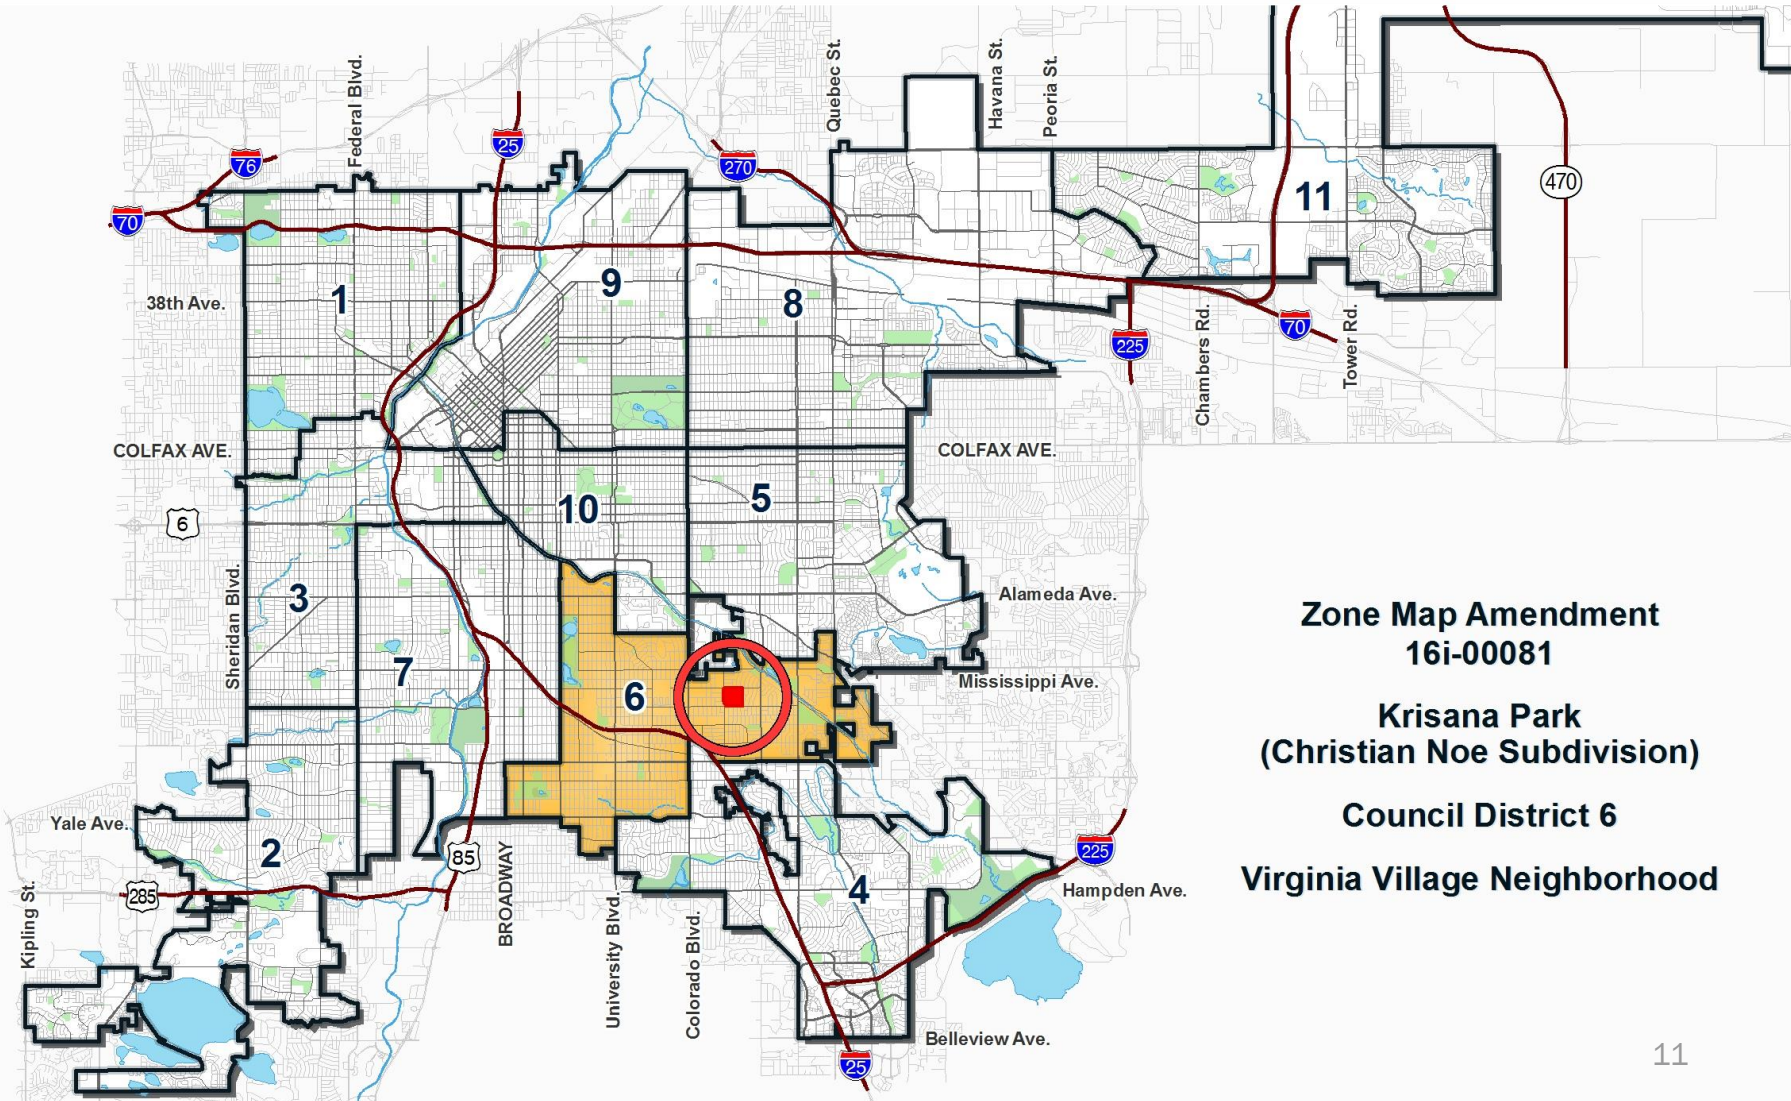 Federal Blvd.
Quebec St.
Havana St.
Peoria St.
76
25
270
70
11
470
9
1
8
38th Ave.
225
Chambers Rd.
70
Tower Rd.
COLFAX AVE.
COLFAX AVE.
6
10
5
Sheridan Blvd.
3
Alameda Ave.
7
6
Mississippi Ave.
Yale Ave.
2
85
BROADWAY
225
285
Kipling St.
University Blvd.
Colorado Blvd.
4
Hampden Ave.
Belleview Ave.
25
Zone Map Amendment
16i-00081
Krisana Park
(Christian Noe Subdivision)
Council District 6
Virginia Village Neighborhood
11